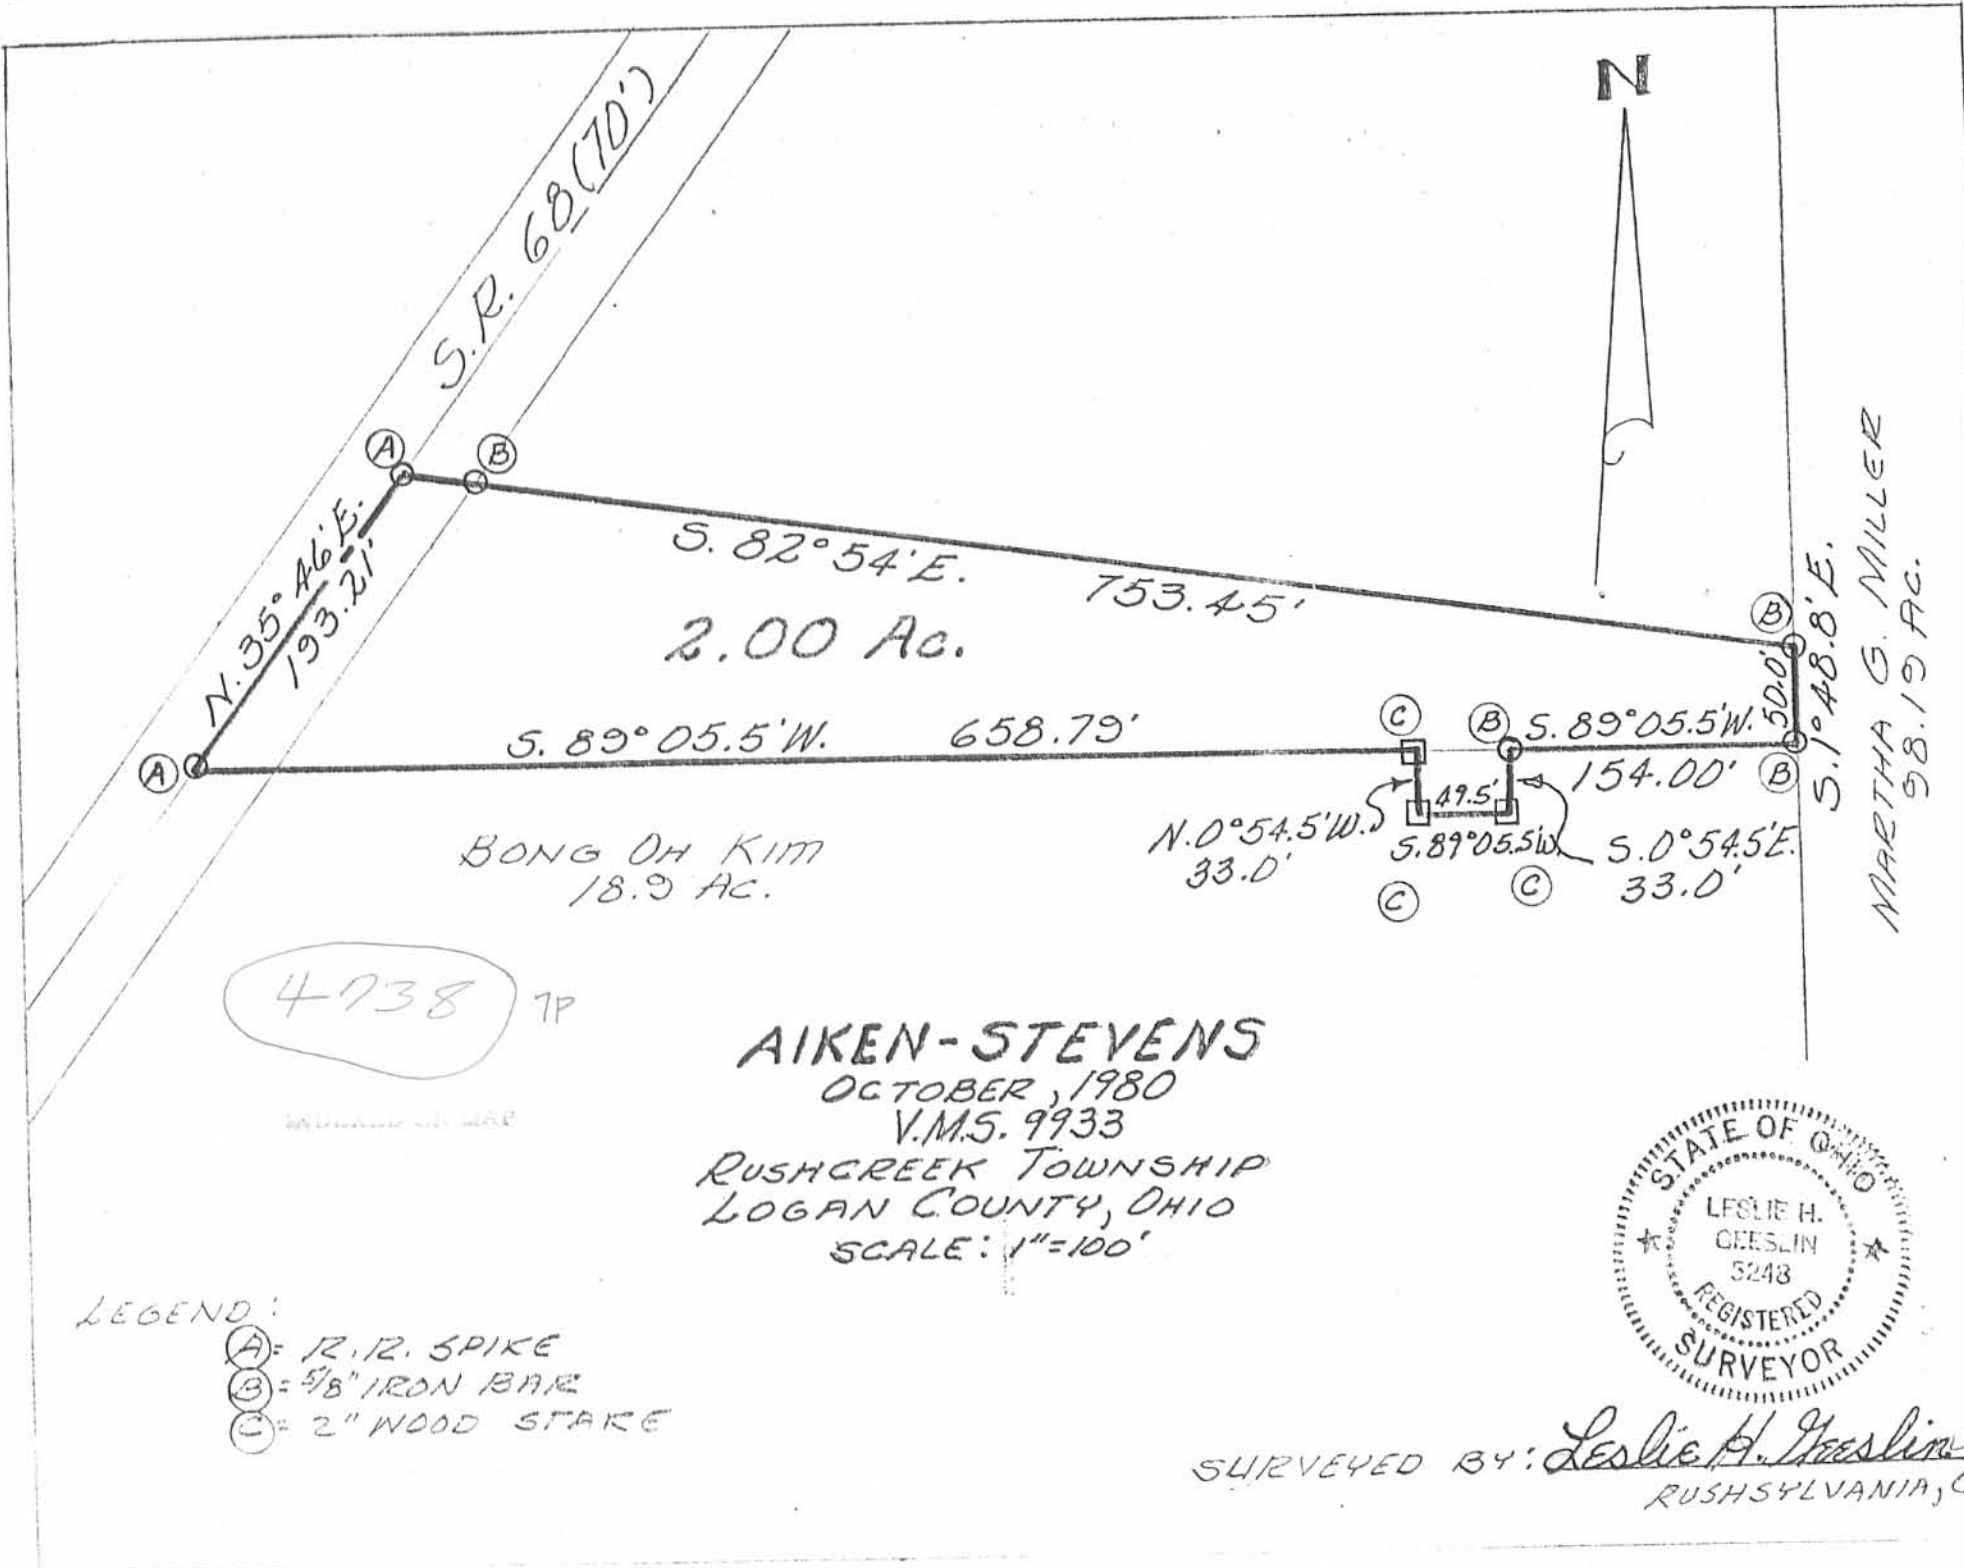 N
S.R. 68 (70')
A
B
N. 35° 46' E.
193.21'
S. 82° 54' E.
753.45'
2.00 Ac.
B
50.0'
S. 1° 48.8' E.
MARTHA G. MILLER
98.19 AC.
S. 89° 05.5' W. 658.79'
C
B
S. 89° 05.5' W.
154.00'
A
B
49.5'
N. 0° 54.5' W.
33.0'
S. 89° 05.5' W.
S. 0° 54.5' E.
33.0'
C
C
BONG OH KIM
18.9 AC.
4738
AIKEN-STEVENS
OCTOBER, 1980
V.M.S. 9933
RUSHCREEK TOWNSHIP
LOGAN COUNTY, OHIO
SCALE: 1"=100'
STATE OF OHIO
LESLIE H.
GEESLIN
5248
REGISTERED
SURVEYOR
LEGEND:
A = R.R. SPIKE
B = 5/8" IRON BAR
C = 2" WOOD STAKE
SURVEYED BY: Leslie H. Geeslin
RUSHSYLVANIA,